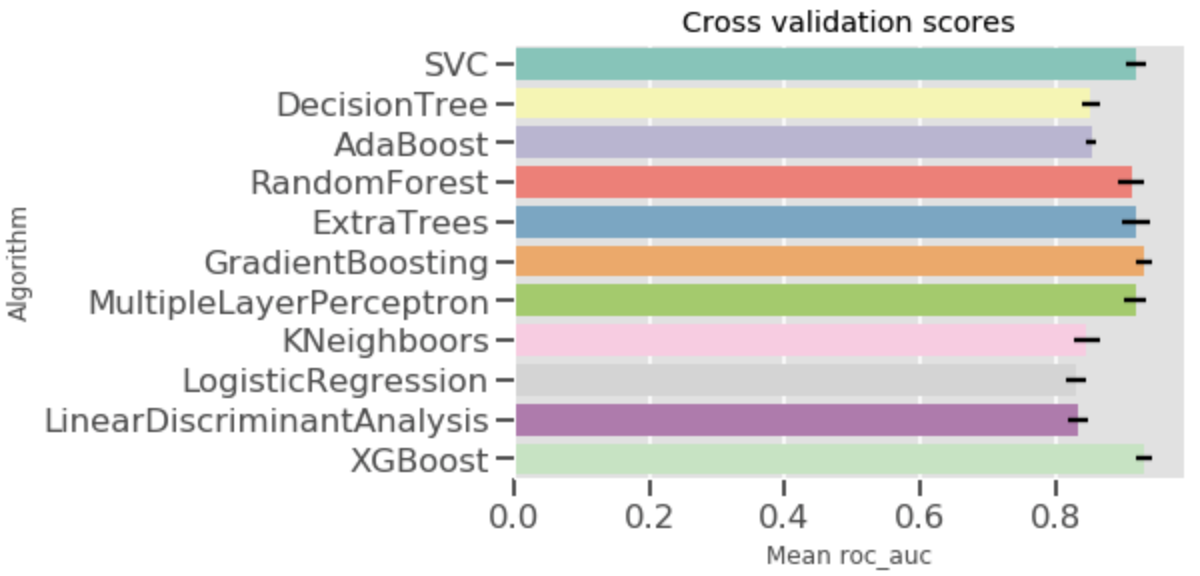 Cross validation scores
SVC
DecisionTree
AdaBoost
RandomForest
ExtraTrees
GradientBoosting
MultipleLayerPerceptron
KNeighboors
LogisticRegression
LinearDiscriminantAnalysis
XGBoost
Algorithm
0.0 0.2 0.4 0.6 0.8
Mean roc_auc